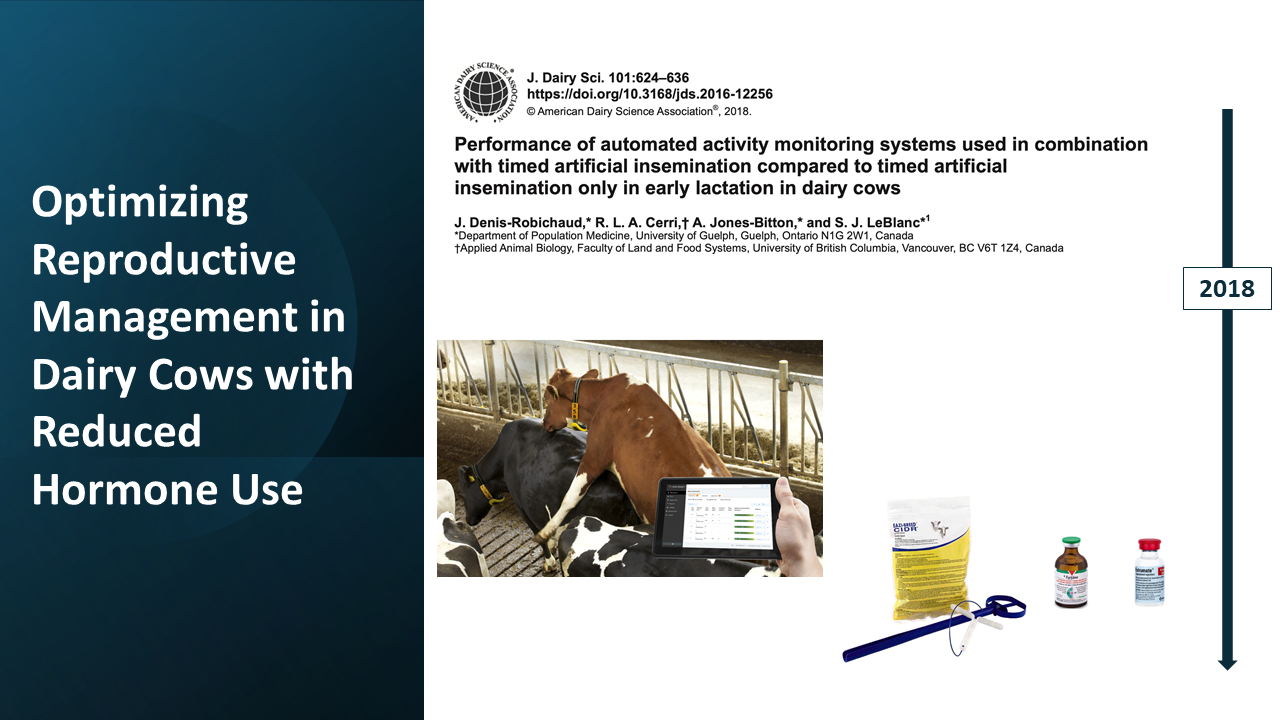 Optimizing
Reproductive
Management in
Dairy Cows with
Reduced
Hormone Use
AMERICAN DAIRY SCIENCE ASSOCIATION
J. Dairy Sci. 101:624–636
https://doi.org/10.3168/jds.2016-12256
© American Dairy Science Association®, 2018.
Performance of automated activity monitoring systems used in combination
with timed artificial insemination compared to timed artificial
insemination only in early lactation in dairy cows
J. Denis-Robichaud,* R. L. A. Cerri,† A. Jones-Bitton,* and S. J. LeBlanc*1
*Department of Population Medicine, University of Guelph, Guelph, Ontario N1G 2W1, Canada
†Applied Animal Biology, Faculty of Land and Food Systems, University of British Columbia, Vancouver, BC V6T 1Z4, Canada
2018
EAZI-BREED
CIDR